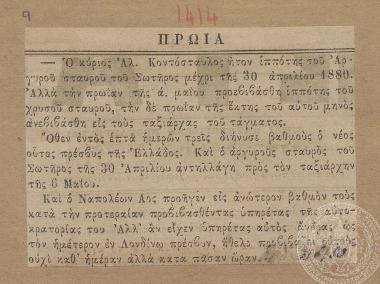 9
1414
ΠΡΩΙΑ
— Ὁ κύριος Ἀλ. Κοντόσταυλος ἦτον ἱππότης τοῦ Ἀρ-
γυροῦ σταυροῦ τοῦ Σωτῆρος μέχρι τῆς 30 ἀπριλίου 1880.
Ἀλλὰ τὴν πρωΐαν τῆς ά. μαΐου προεβιβάσθη ἱππότης τοῦ
χρυσοῦ σταυροῦ, τὴν δὲ πρωΐαν τῆς ἕκτης τοῦ αὐτοῦ μηνὸς
ἀνεβιβάσθη εἰς τοὺς ταξιάρχας τοῦ τάγματος.
Ὅθεν ἐντὸς ἑπτὰ ἡμερῶν τρεῖς διήνυσε βαθμοὺς ὁ νέος
οὗτος πρέσβυς τῆς Ἑλλάδος. Καὶ ὁ ἀργυροῦς σταυρὸς τοῦ
Σωτῆρος τῆς 30 Ἀπριλίου ἀντηλλάγη πρὸς τὸν ταξιάρχην
τῆς 6 Μαΐου.
Καὶ ὁ Ναπολέων Αος προῆγεν εἰς ἀνώτερον βαθμὸν τοὺς
κατὰ τὴν προτεραίαν προβιβασθέντας ὑπηρέτας τῆς αὐτο-
κρατορίας του Ἀλλ' ἂν εἶχεν ὑπηρέτας αὐτὸς ἄνδρας ὡς
τὸν ἡμέτερον ἐν Λονδίνῳ πρέσβυν, ἤθελε προβιβάζει αὐτοὺς
οὐχὶ καθ' ἡμέραν ἀλλὰ κατὰ πᾶσαν ὥραν.